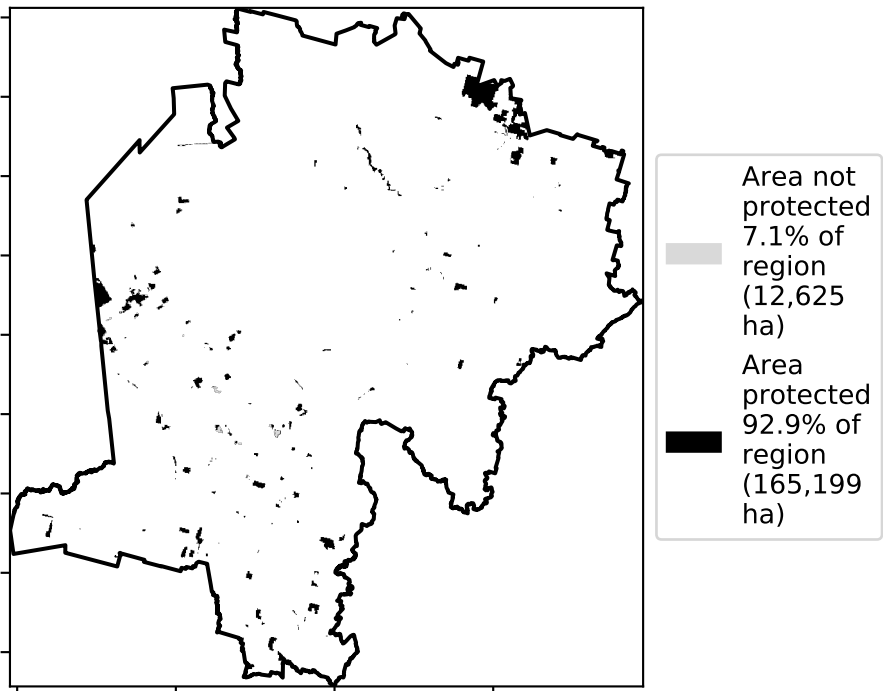 Area not
protected
7.1% of
region
(12,625
ha)
Area
protected
92.9% of
region
(165,199
ha)